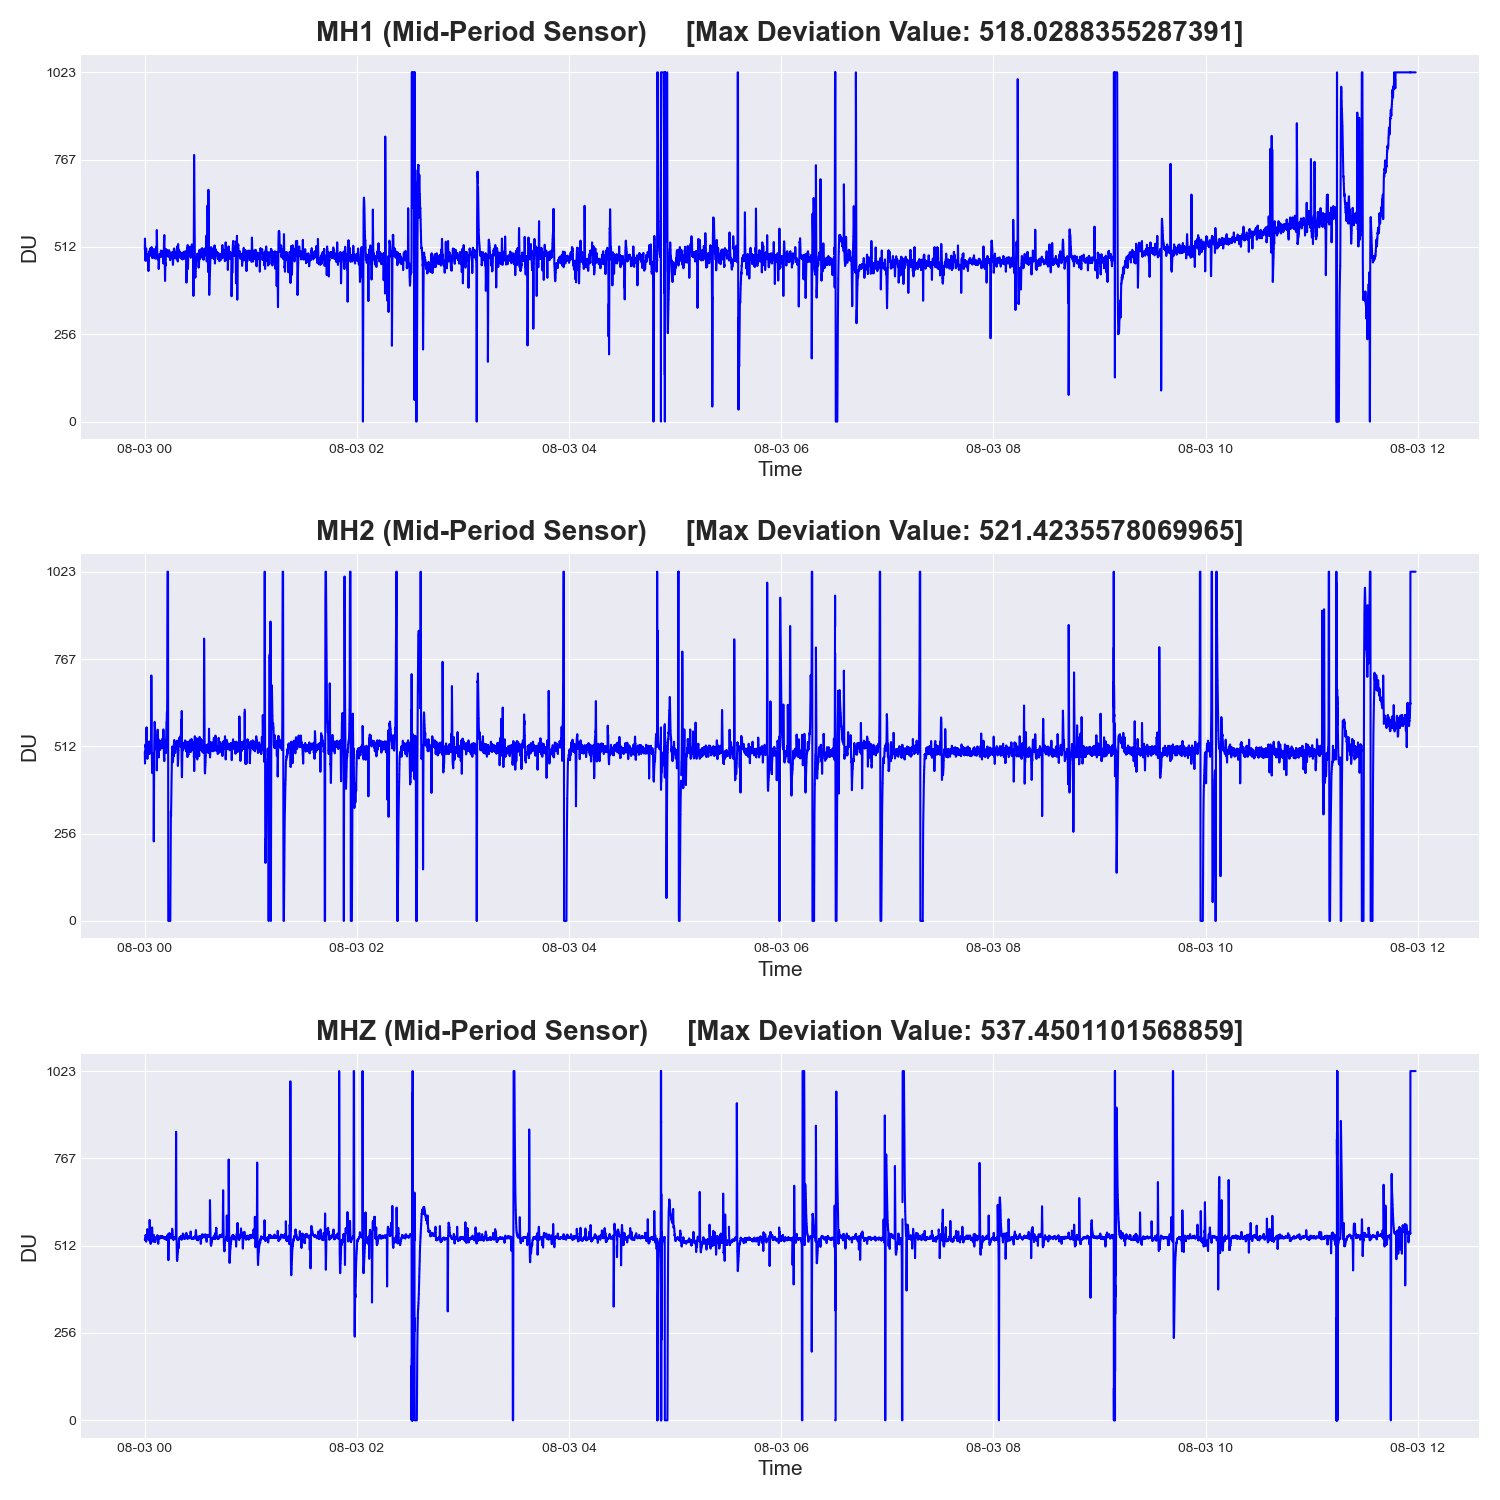 MH1 (Mid-Period Sensor) [Max Deviation Value: 518.0288355287391]
1023
767
512
256
0
DU
08-03 00 08-03 02 08-03 04 08-03 06 08-03 08 08-03 10 08-03 12
Time
MH2 (Mid-Period Sensor) [Max Deviation Value: 521.4235578069965]
1023
767
512
256
0
DU
08-03 00 08-03 02 08-03 04 08-03 06 08-03 08 08-03 10 08-03 12
Time
MHZ (Mid-Period Sensor) [Max Deviation Value: 537.4501101568859]
1023
767
512
256
0
DU
08-03 00 08-03 02 08-03 04 08-03 06 08-03 08 08-03 10 08-03 12
Time